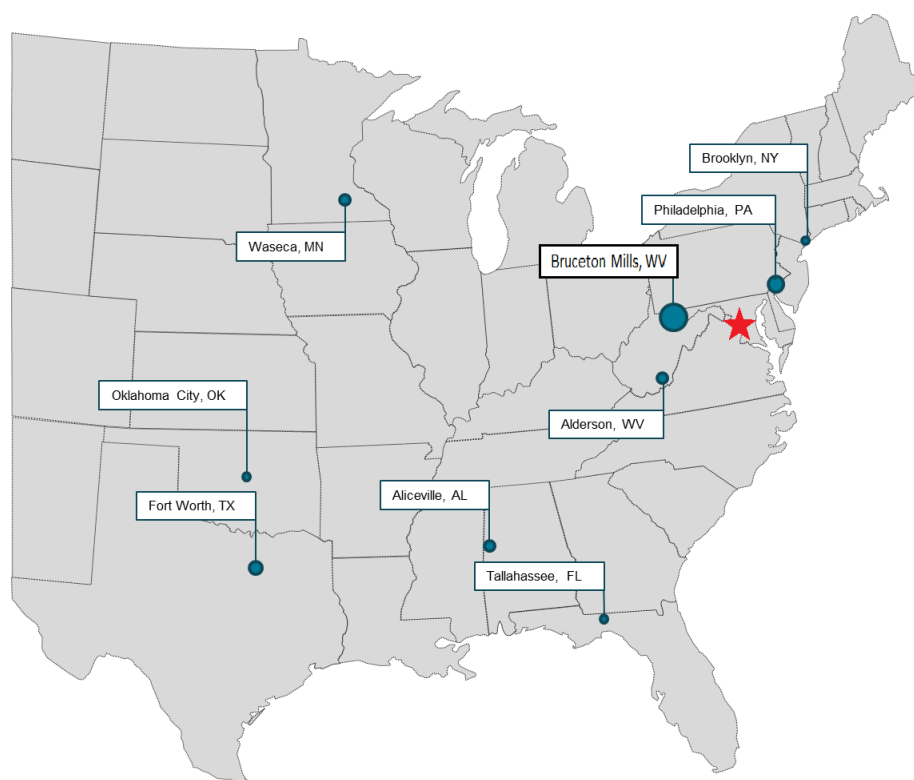 Brooklyn, NY
Philadelphia, PA
Waseca, MN
Bruceton Mills, WV
Oklahoma City, OK
Alderson, WV
Fort Worth, TX
Aliceville, AL
Tallahassee, FL